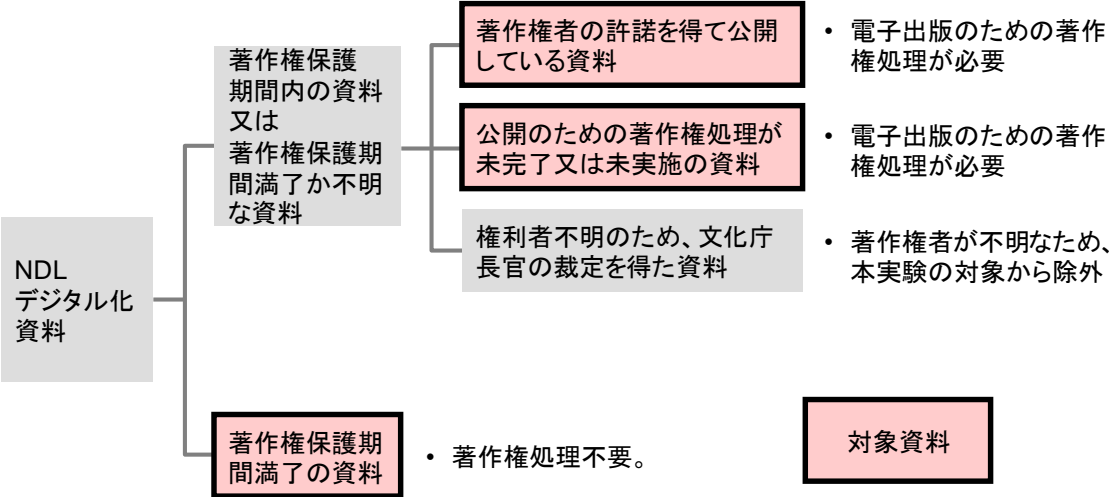 著作権者の許諾を得て公開
している資料
• 電子出版のための著作
権処理が必要
著作権保護
期間内の資料
又は
著作権保護期
間満了か不明
な資料
公開のための著作権処理が
未完了又は未実施の資料
• 電子出版のための著作
権処理が必要
権利者不明のため、文化庁
長官の裁定を得た資料
• 著作権者が不明なため、
本実験の対象から除外
NDL
デジタル化
資料
著作権保護期
間満了の資料
• 著作権処理不要。
対象資料